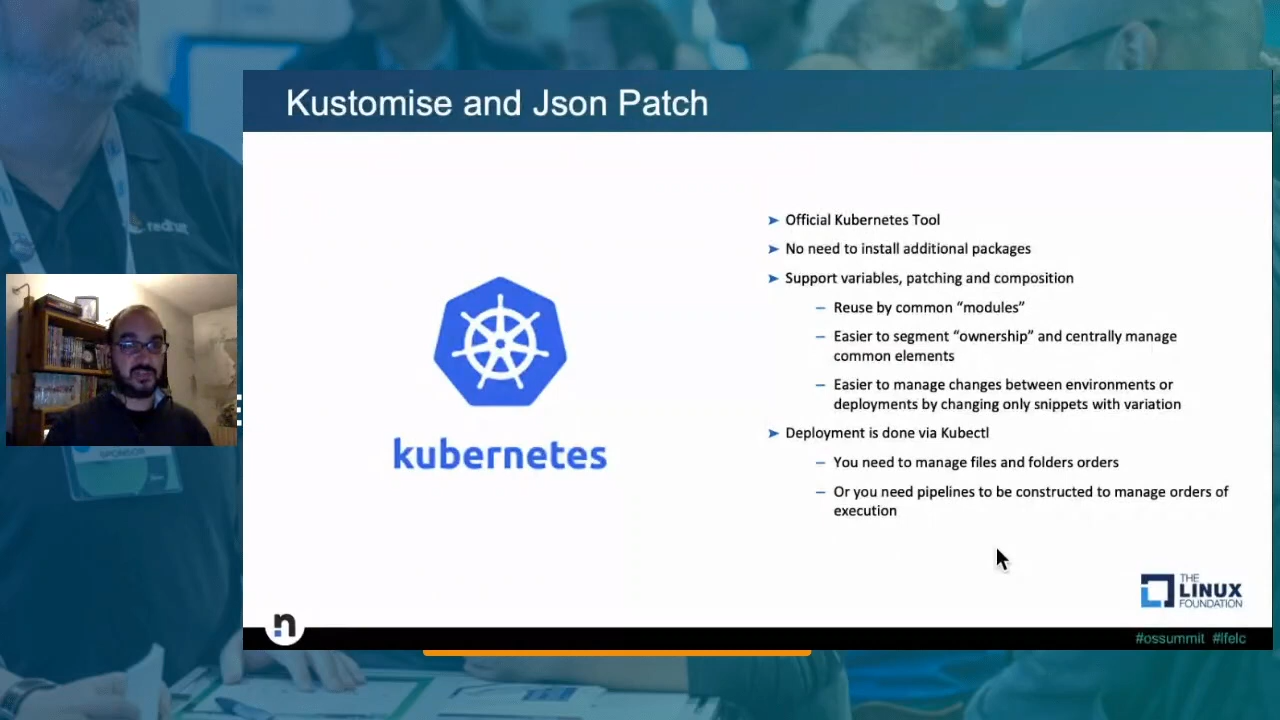 Kustomise and Json Patch
Official Kubernetes Tool
No need to install additional packages
Support variables, patching and composition
Reuse by common “modules”
Easier to segment “ownership” and centrally manage
common elements
Easier to manage changes between environments or
deployments by changing only snippets with variation
Deployment is done via Kubectl
You need to manage files and folders orders
Or you need pipelines to be constructed to manage orders of
execution
kubernetes
THE
LINUX
FOUNDATION
n
#ossummit #lfelc
redhat
SPONSOR